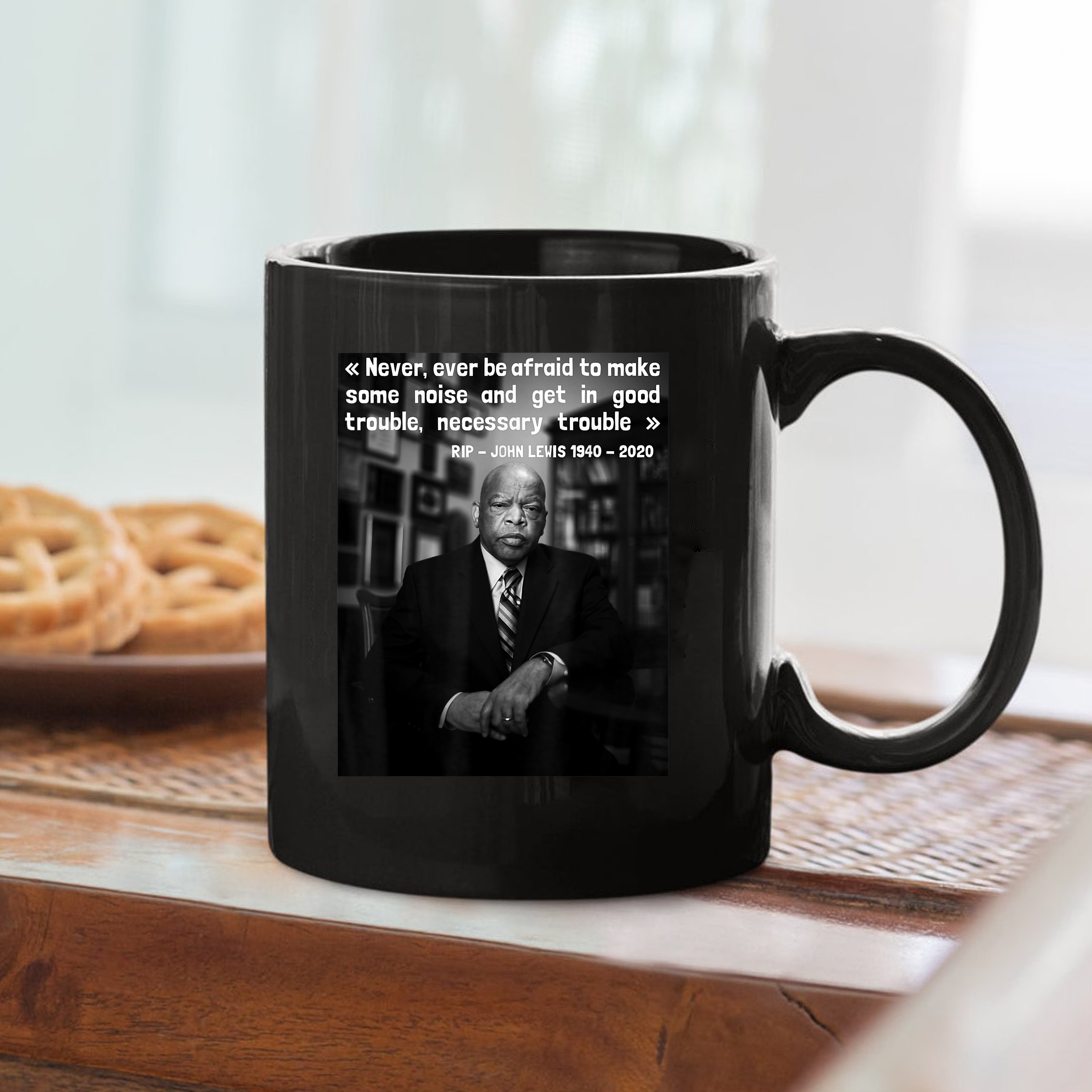 « Never, ever be afraid to make
some noise and get in good
trouble, necessary trouble »
RIP – JOHN LEWIS 1940 – 2020